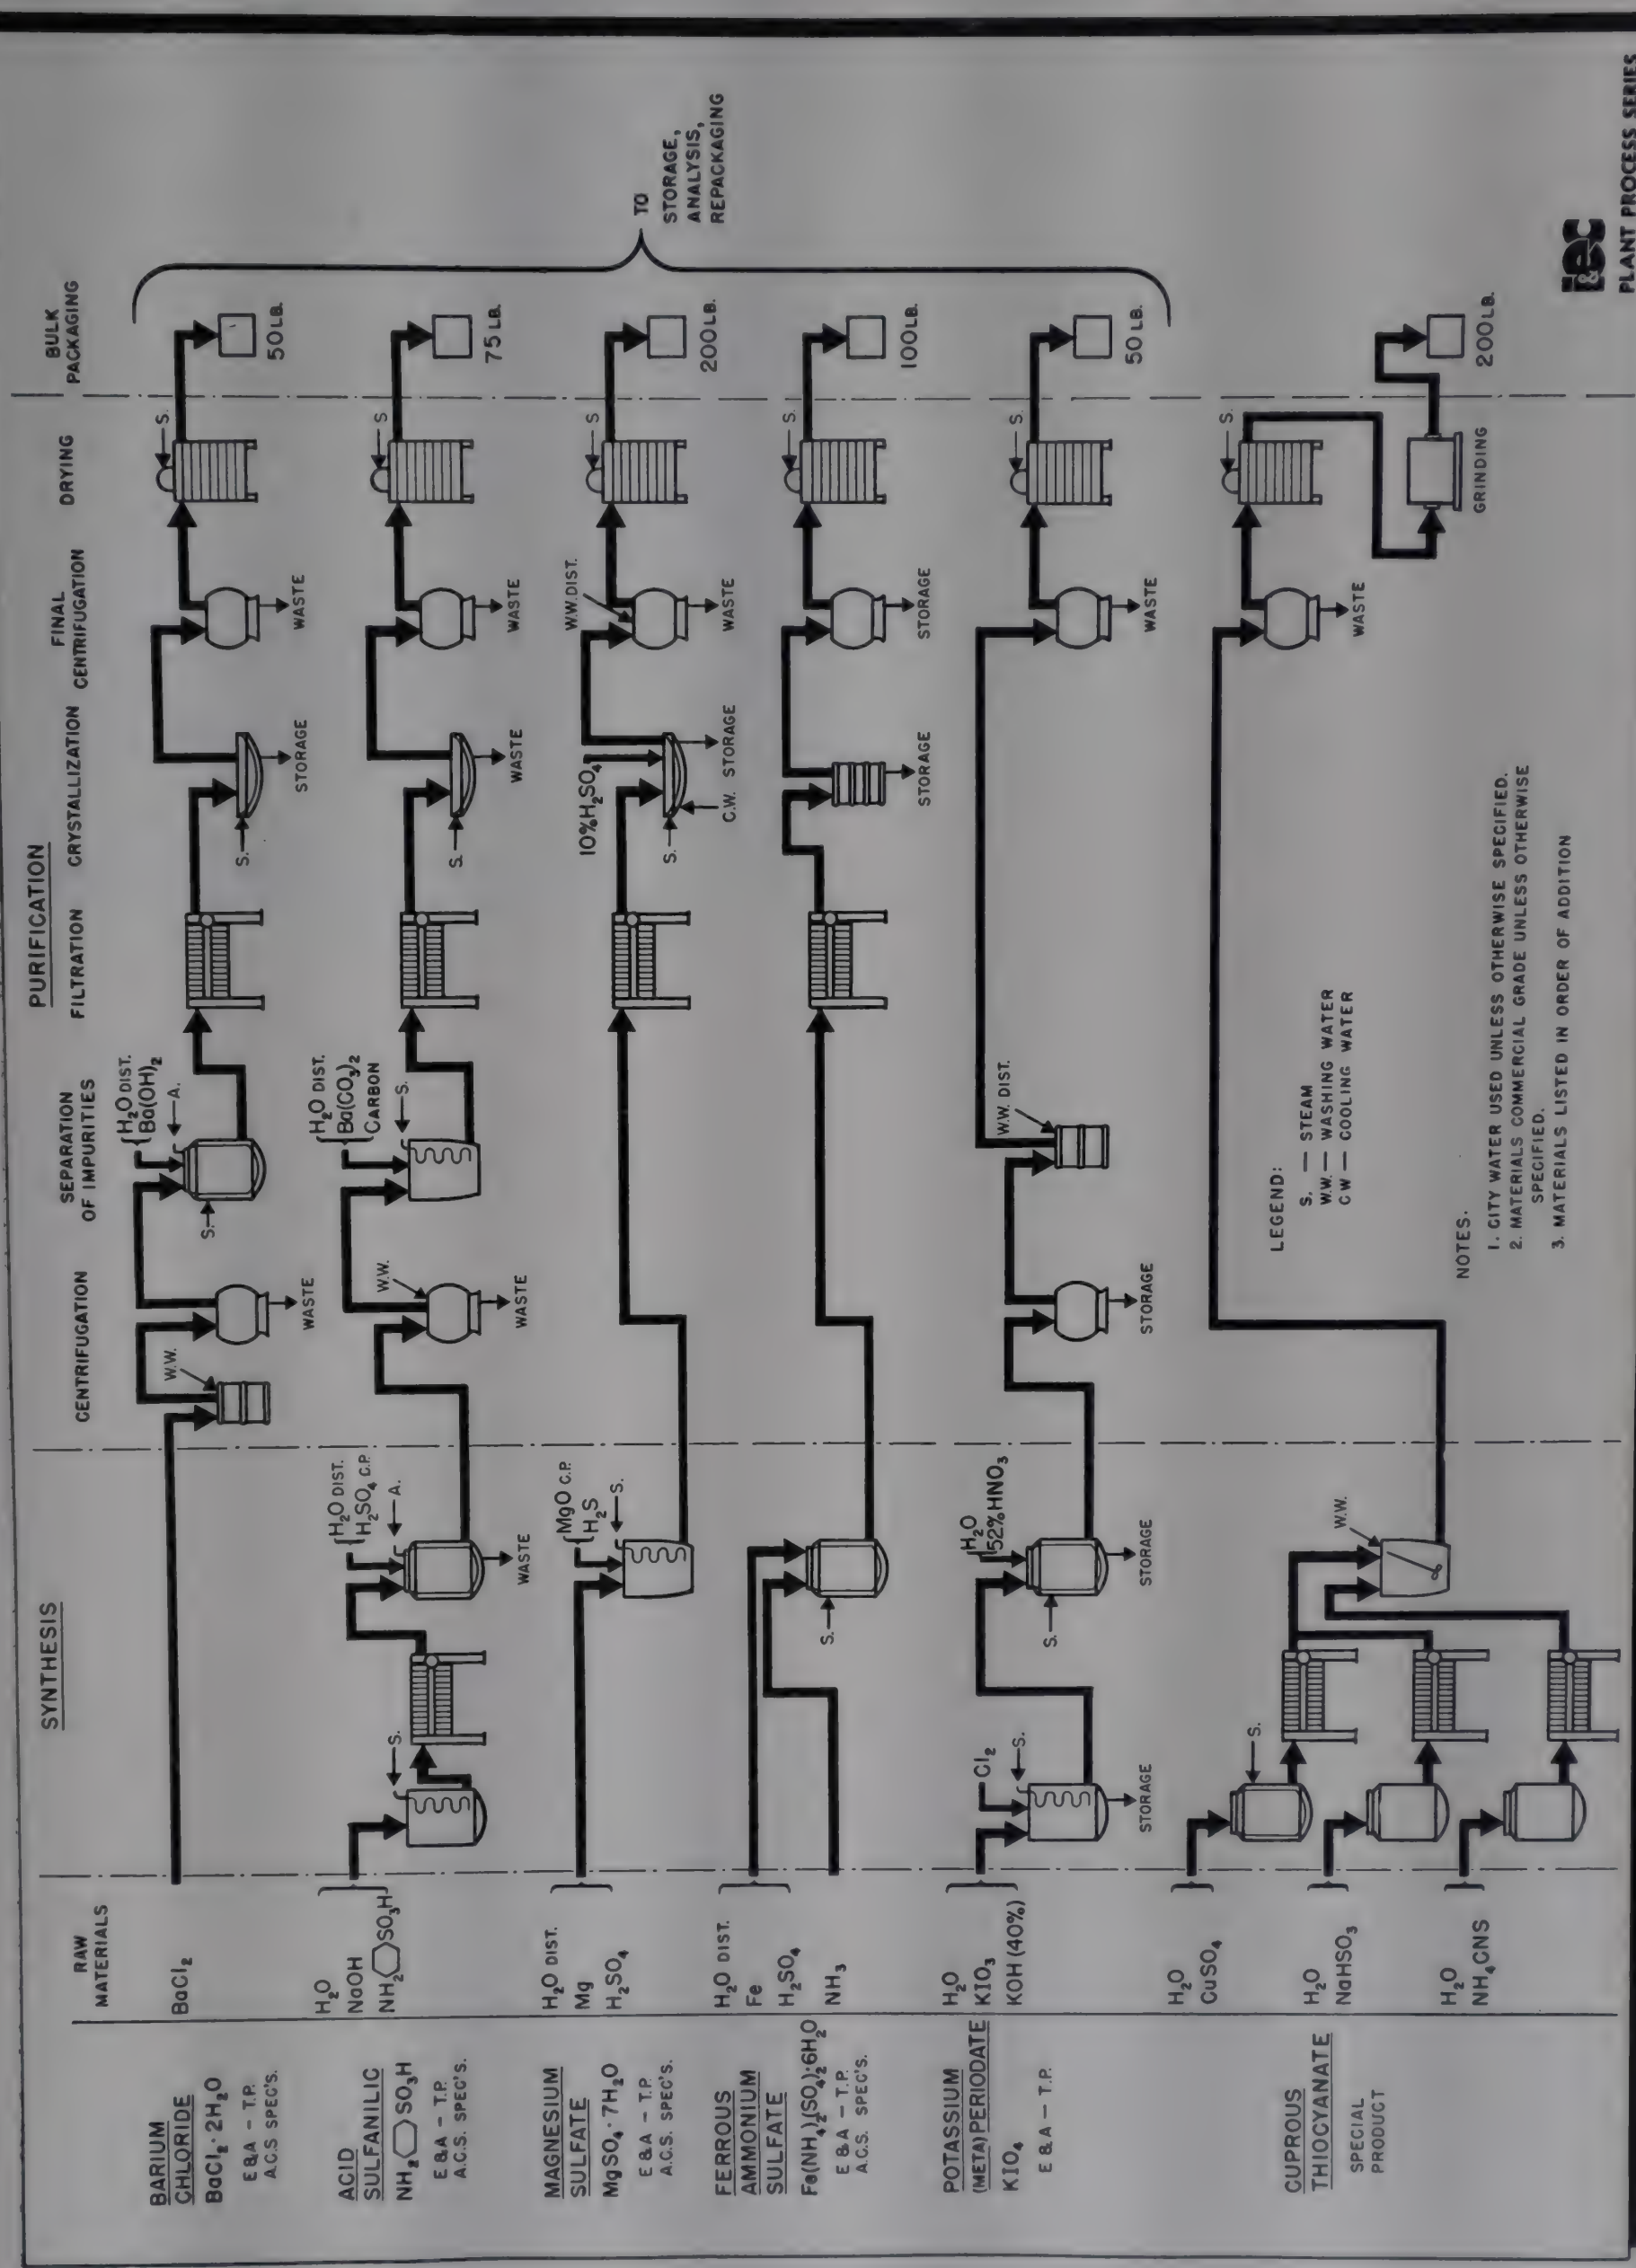 SYNTHESIS
PURIFICATION
RAW
MATERIALS
CENTRIFUGATION
SEPARATION
OF IMPURITIES
FILTRATION
CRYSTALLIZATION
FINAL
CENTRIFUGATION
DRYING
BULK
PACKAGING
BARIUM
CHLORIDE
BaCl₂·2H₂O
E & A – T.P.
A.C.S SPEC'S.
BaCl₂
W.W.
WASTE
S.
H₂O DIST.
Ba(OH)₂
A.
S.
STORAGE
WASTE
S.
50 LB.
ACID
SULFANILIC
NH₂⬡SO₃H
E & A – T.P.
A.C.S. SPEC'S.
H₂O
NaOH
NH₂⬡SO₃H
S.
H₂O DIST.
H₂SO₄ C.P.
A.
WASTE
W.W.
WASTE
H₂O DIST.
Ba(CO₃)₂
CARBON
S.
S.
WASTE
WASTE
S.
75 LB.
MAGNESIUM
SULFATE
MgSO₄·7H₂O
E & A – T.P.
A.C.S. SPEC'S.
H₂O DIST.
Mg
H₂SO₄
MgO C.P.
H₂S
S.
10% H₂SO₄
S.
C.W.
STORAGE
W.W. DIST.
WASTE
S.
200 LB.
FERROUS
AMMONIUM
SULFATE
Fe(NH₄)₂(SO₄)₂·6H₂O
E & A – T.P.
A.C.S. SPEC'S.
H₂O DIST.
Fe
H₂SO₄
NH₃
S.
STORAGE
STORAGE
S.
100 LB.
POTASSIUM
(META)PERIODATE
KIO₄
E & A – T.P.
H₂O
KIO₃
KOH (40%)
Cl₂
S.
STORAGE
H₂O
52% HNO₃
S.
STORAGE
STORAGE
W.W. DIST.
WASTE
S.
50 LB.
TO
STORAGE,
ANALYSIS,
REPACKAGING
CUPROUS
THIOCYANATE
SPECIAL
PRODUCT
H₂O
CuSO₄
H₂O
NaHSO₃
H₂O
NH₄CNS
S.
W.W.
WASTE
S.
GRINDING
200 LB.
LEGEND:
S. — STEAM
W.W. — WASHING WATER
C W — COOLING WATER
NOTES.
1. CITY WATER USED UNLESS OTHERWISE SPECIFIED.
2. MATERIALS COMMERCIAL GRADE UNLESS OTHERWISE
SPECIFIED.
3. MATERIALS LISTED IN ORDER OF ADDITION
I&EC
PLANT PROCESS SERIES